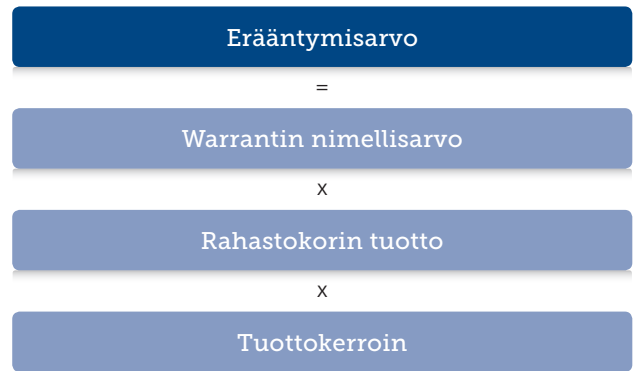 Erääntymisarvo
=
Warrantin nimellisarvo
x
Rahastokorin tuotto
x
Tuottokerroin